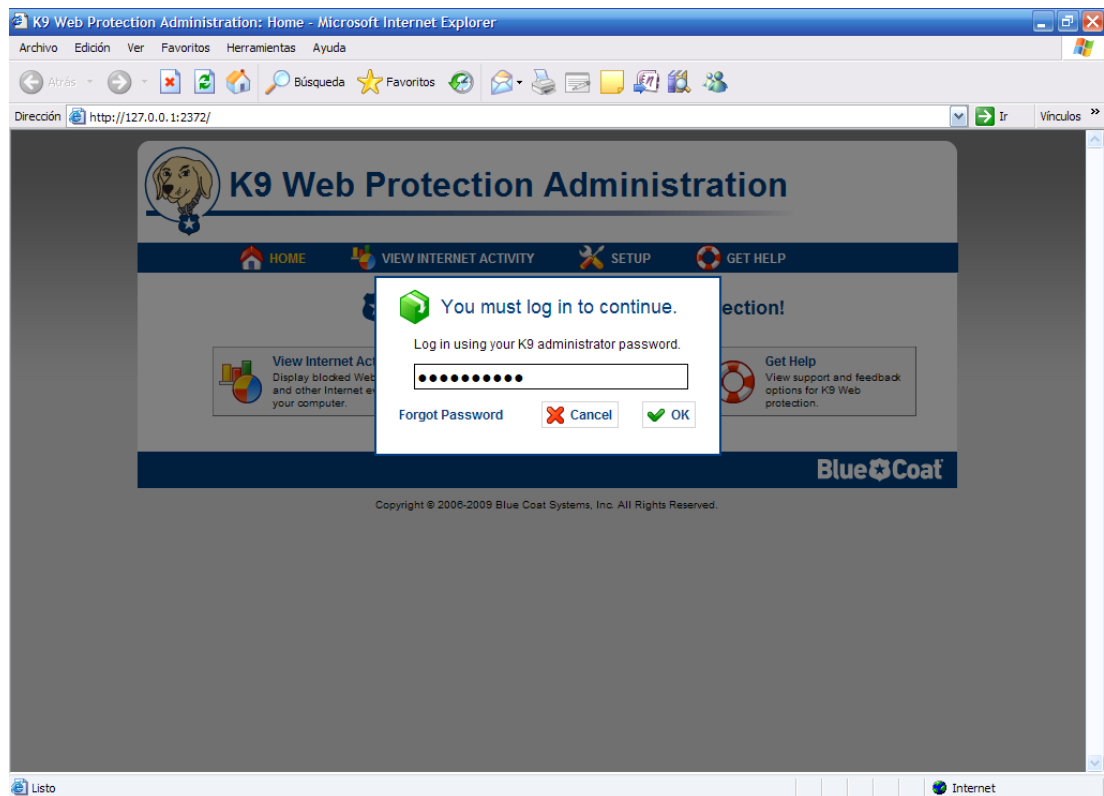 K9 Web Protection Administration: Home - Microsoft Internet Explorer
Archivo Edición Ver Favoritos Herramientas Ayuda
Atrás Búsqueda Favoritos
Dirección http://127.0.0.1:2372/ Ir Vínculos »
K9 Web Protection Administration
HOME VIEW INTERNET ACTIVITY SETUP GET HELP
ection!
You must log in to continue.
Log in using your K9 administrator password.
●●●●●●●●●●
Forgot Password Cancel OK
View Internet Act
Display blocked Web
and other Internet ev
your computer.
Get Help
View support and feedback
options for K9 Web
protection.
Blue Coat
Copyright © 2006-2009 Blue Coat Systems, Inc. All Rights Reserved.
Listo Internet